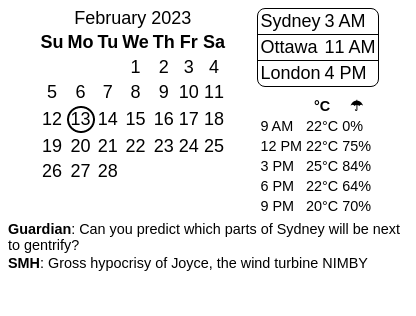 February 2023
Su Mo Tu We Th Fr Sa
1 2 3 4
5 6 7 8 9 10 11
12 13 14 15 16 17 18
19 20 21 22 23 24 25
26 27 28
Sydney 3 AM
Ottawa 11 AM
London 4 PM
°C ☂
9 AM 22°C 0%
12 PM 22°C 75%
3 PM 25°C 84%
6 PM 22°C 64%
9 PM 20°C 70%
Guardian: Can you predict which parts of Sydney will be next
to gentrify?
SMH: Gross hypocrisy of Joyce, the wind turbine NIMBY